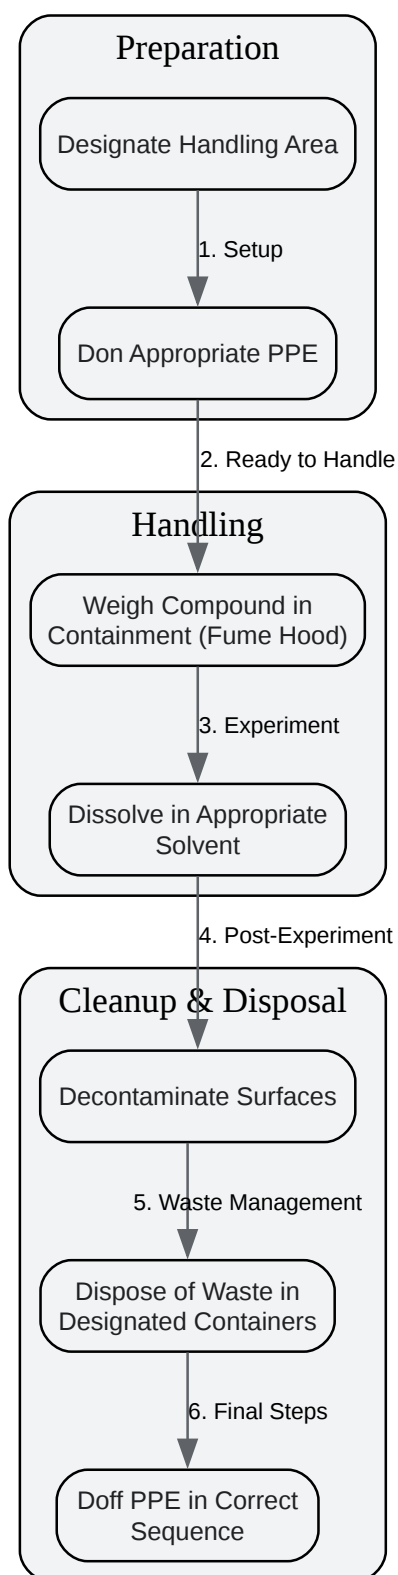 Preparation
Designate Handling Area
1. Setup
Don Appropriate PPE
2. Ready to Handle
Handling
Weigh Compound in
Containment (Fume Hood)
3. Experiment
Dissolve in Appropriate
Solvent
4. Post-Experiment
Cleanup & Disposal
Decontaminate Surfaces
5. Waste Management
Dispose of Waste in
Designated Containers
6. Final Steps
Doff PPE in Correct
Sequence